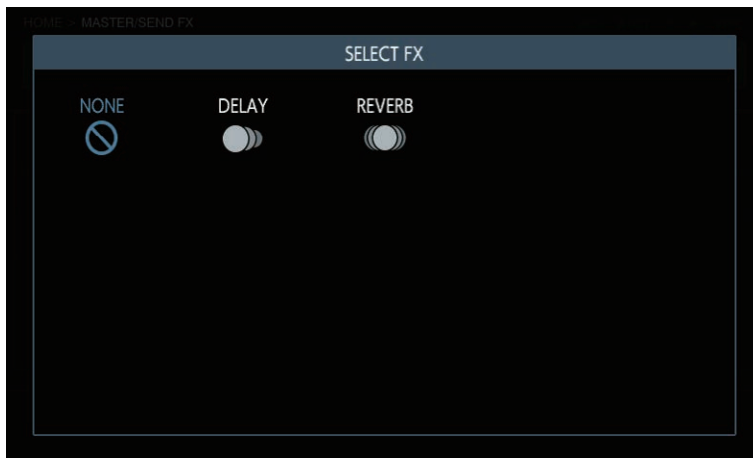 HOME > MASTER/SEND FX
SELECT FX
NONE DELAY REVERB